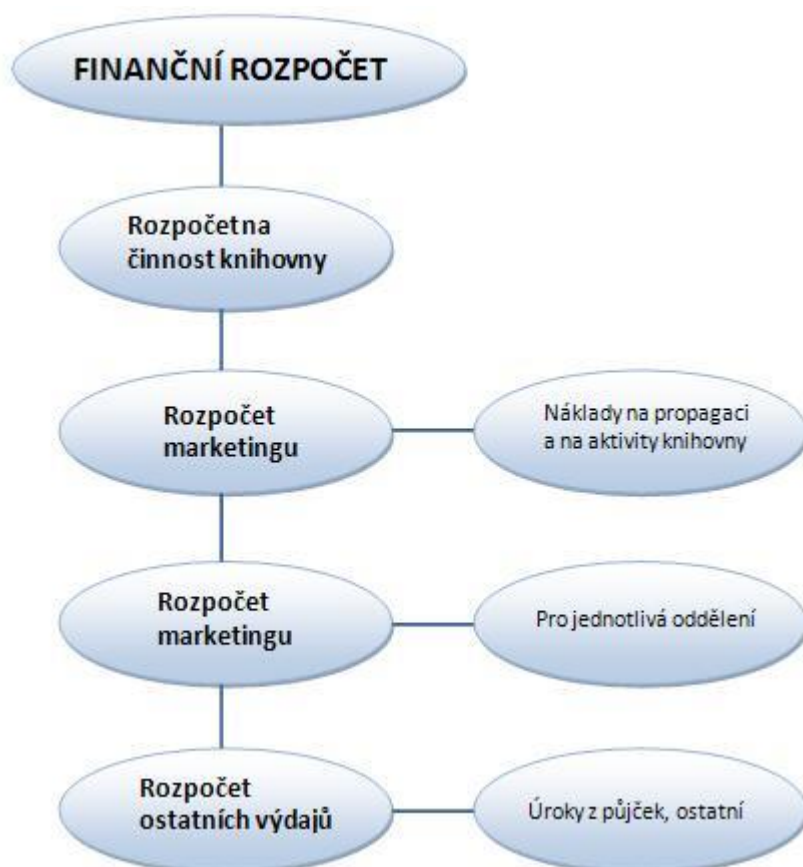 FINANČNÍ ROZPOČET
Rozpočet na
činnost knihovny
Rozpočet
marketingu
Náklady na propagaci
a na aktivity knihovny
Rozpočet
marketingu
Pro jednotlivá oddělení
Rozpočet
ostatních výdajů
Úroky z půjček, ostatní